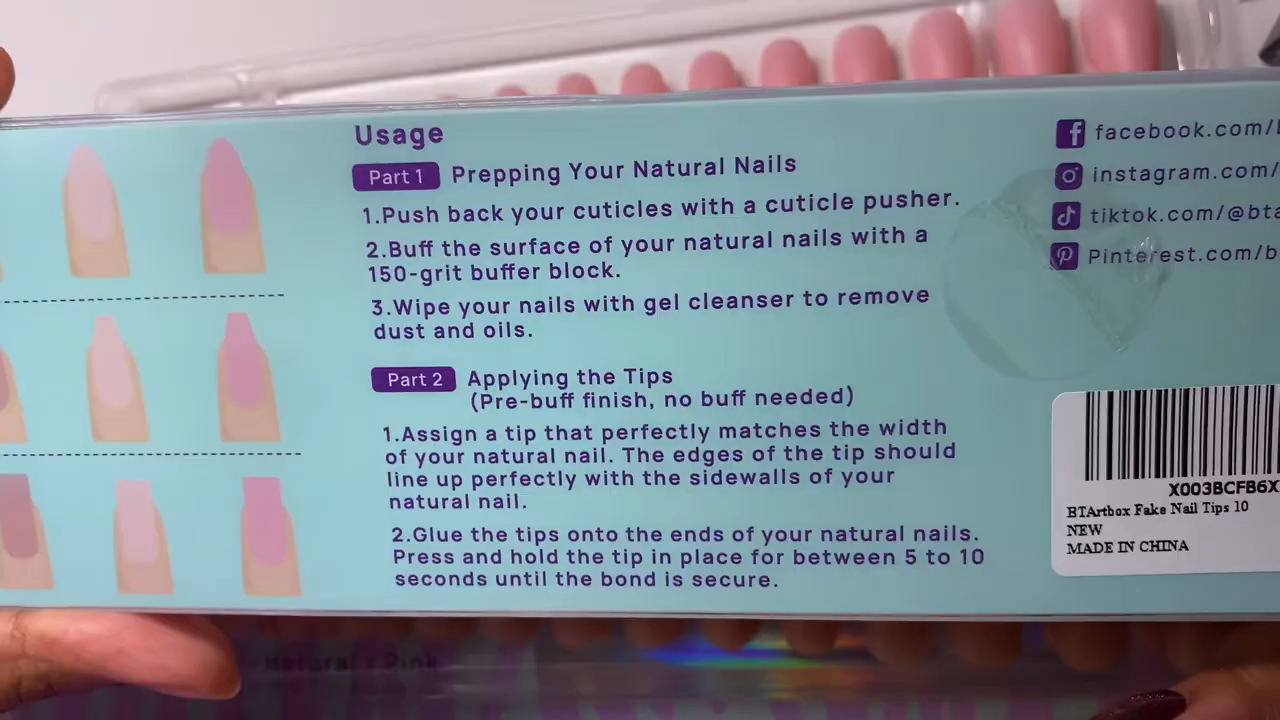 Usage
Part 1 Prepping Your Natural Nails
1.Push back your cuticles with a cuticle pusher.
2.Buff the surface of your natural nails with a
150-grit buffer block.
3.Wipe your nails with gel cleanser to remove
dust and oils.
Part 2 Applying the Tips
(Pre-buff finish, no buff needed)
1.Assign a tip that perfectly matches the width
of your natural nail. The edges of the tip should
line up perfectly with the sidewalls of your
natural nail.
2.Glue the tips onto the ends of your natural nails.
Press and hold the tip in place for between 5 to 10
seconds until the bond is secure.
facebook.com/
instagram.com/
tiktok.com/@bta
Pinterest.com/b
X003BCFB6X
BTArtbox Fake Nail Tips 10
NEW
MADE IN CHINA
Natural Pink